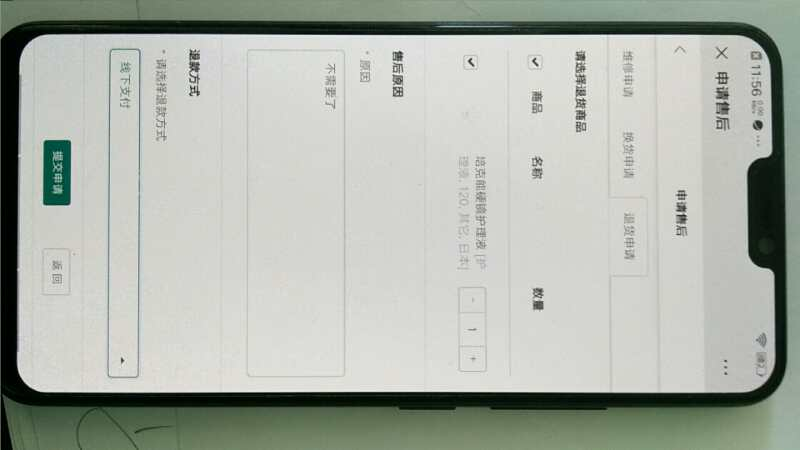 11:56 0.00 KB/s ...
申请售后
申请售后
维修申请 换货申请 退货申请
请选择退货商品
商品 名称 数量
培克能硬镜护理液 [护
理液, 120, 其它, 日本]
- 1 +
售后原因
* 原因
不需要了
退款方式
* 请选择退款方式
线下支付
提交申请 返回